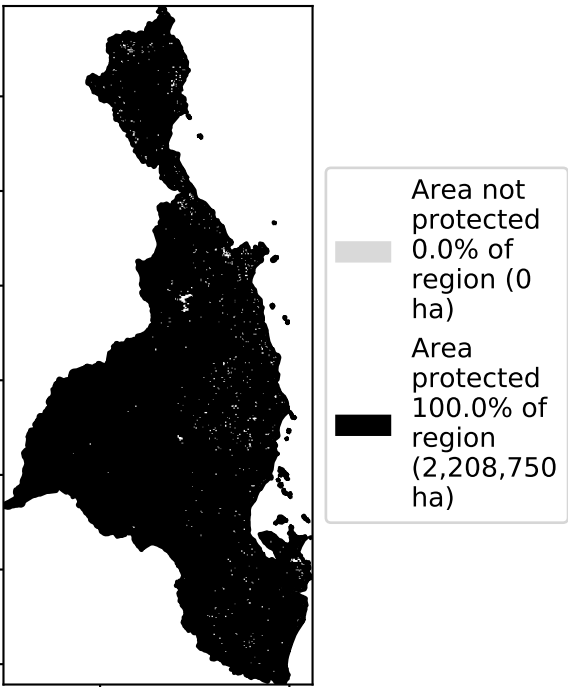 Area not
protected
0.0% of
region (0
ha)
Area
protected
100.0% of
region
(2,208,750
ha)